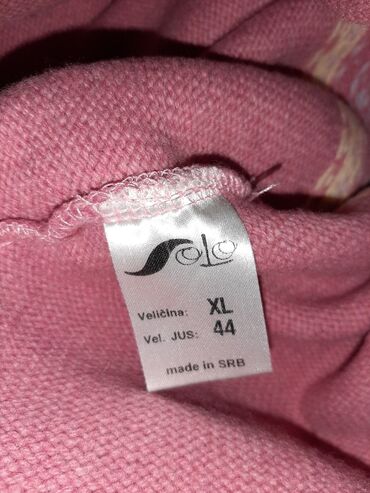 Solo
Veličina: XL
Vel. JUS: 44
made in SRB